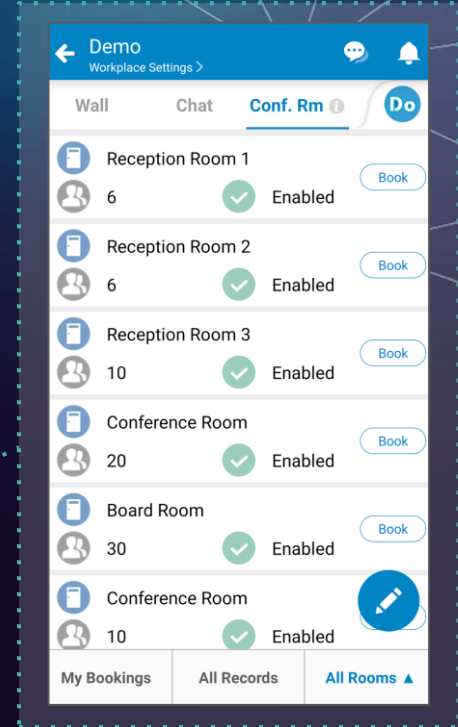 Demo
Workplace Settings >
Wall Chat Conf. Rm i Do
Reception Room 1
Book
6 Enabled
Reception Room 2
Book
6 Enabled
Reception Room 3
Book
10 Enabled
Conference Room
Book
20 Enabled
Board Room
Book
30 Enabled
Conference Room
10 Enabled
My Bookings All Records All Rooms ▲